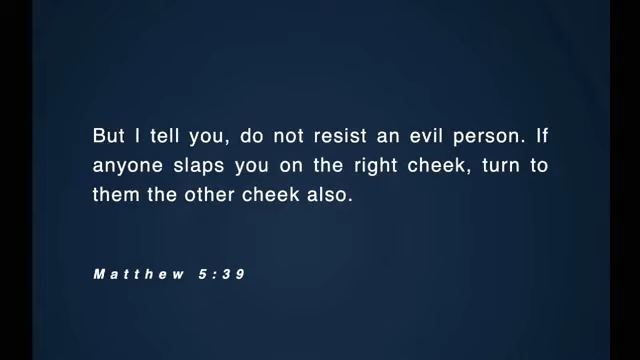 But I tell you, do not resist an evil person. If
anyone slaps you on the right cheek, turn to
them the other cheek also.
Matthew 5:39